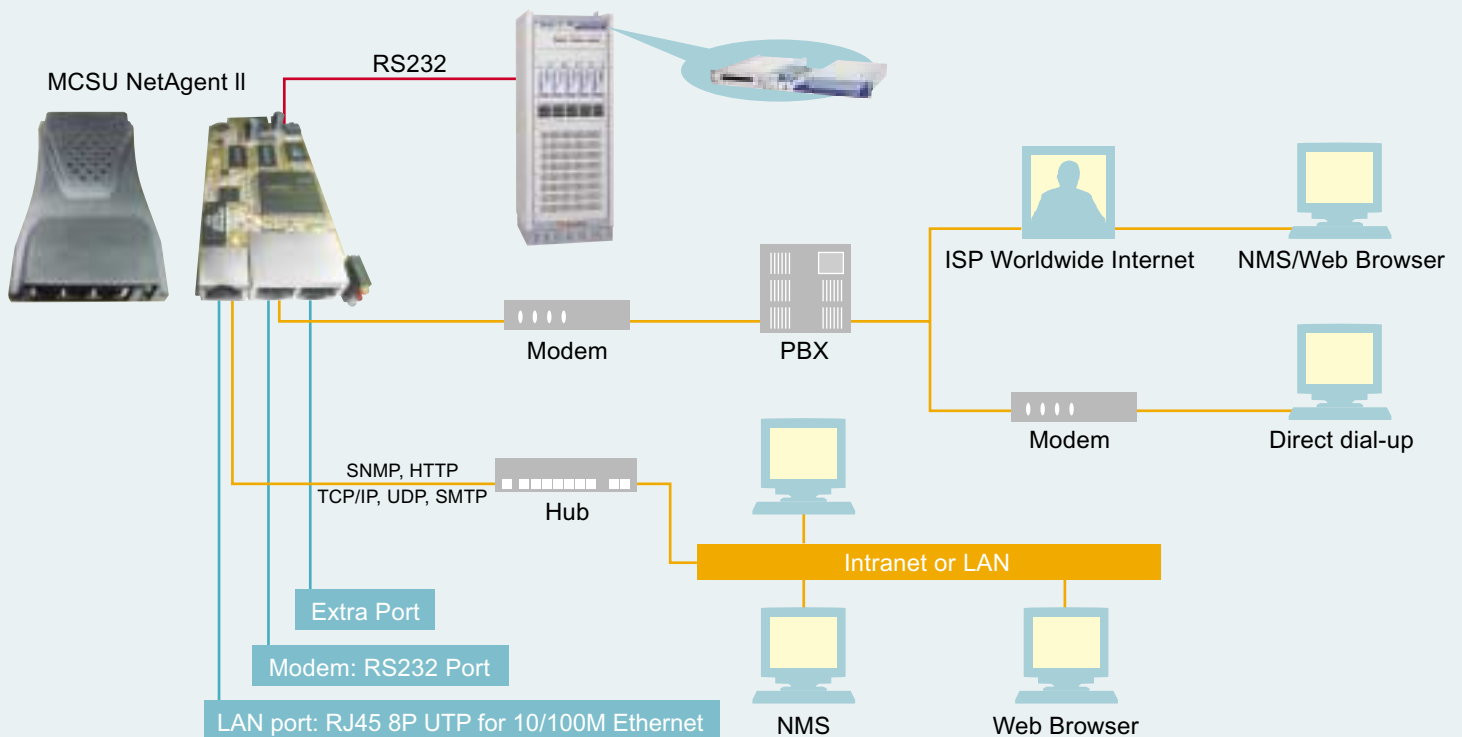 RS232
MCSU NetAgent II
ISP Worldwide Internet
NMS/Web Browser
Modem
PBX
Modem
Direct dial-up
SNMP, HTTP
TCP/IP, UDP, SMTP
Hub
Intranet or LAN
Extra Port
Modem: RS232 Port
LAN port: RJ45 8P UTP for 10/100M Ethernet
NMS
Web Browser